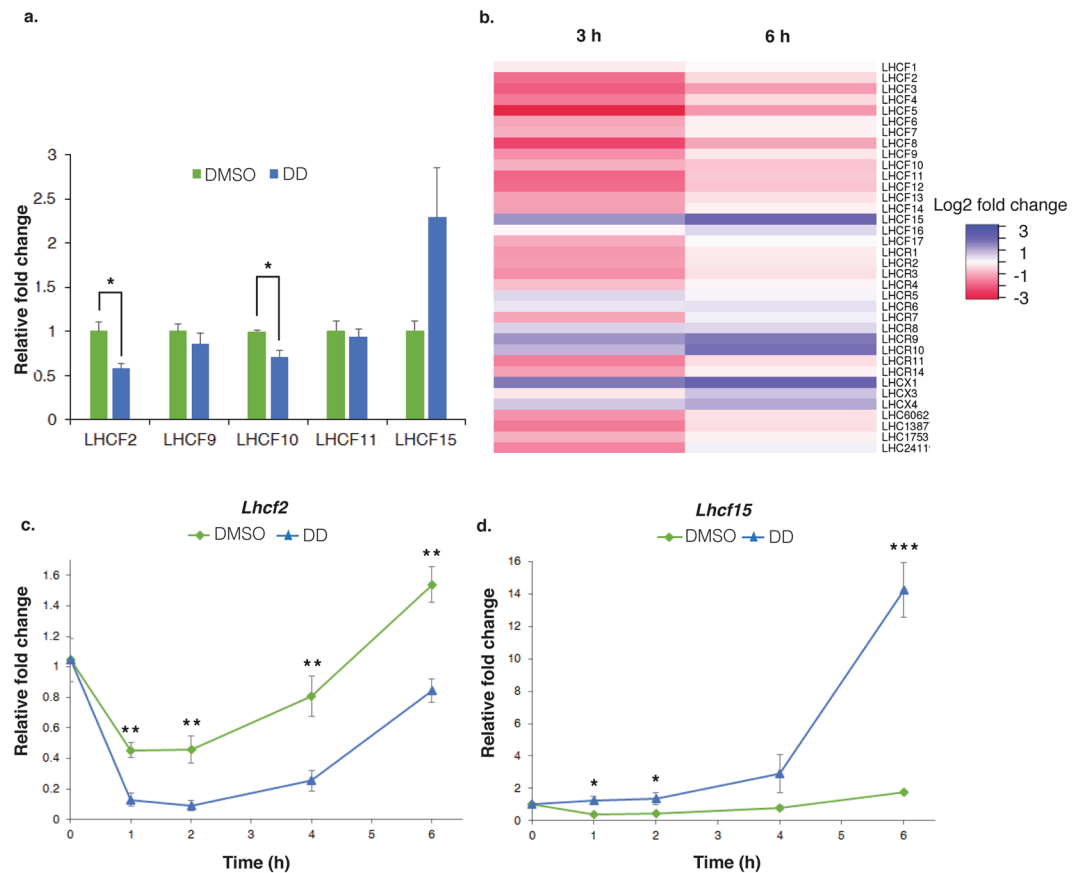 a.
DMSO DD
Relative fold change
3
2.5
2
1.5
1
0.5
0
* *
LHCF2 LHCF9 LHCF10 LHCF11 LHCF15
b.
3 h 6 h
LHCF1
LHCF2
LHCF3
LHCF4
LHCF5
LHCF6
LHCF7
LHCF8
LHCF9
LHCF10
LHCF11
LHCF12
LHCF13
LHCF14
LHCF15
LHCF16
LHCF17
LHCR1
LHCR2
LHCR3
LHCR4
LHCR5
LHCR6
LHCR7
LHCR8
LHCR9
LHCR10
LHCR11
LHCR14
LHCX1
LHCX3
LHCX4
LHC6062
LHC1387
LHC1753
LHC2411
Log2 fold change
3
1
-1
-3
c.
Lhcf2
DMSO DD
Relative fold change
1.6
1.4
1.2
1
0.8
0.6
0.4
0.2
0
** ** ** **
0 1 2 3 4 5 6
Time (h)
d.
Lhcf15
DMSO DD
Relative fold change
16
14
12
10
8
6
4
2
0
* * ***
0 1 2 3 4 5 6
Time (h)